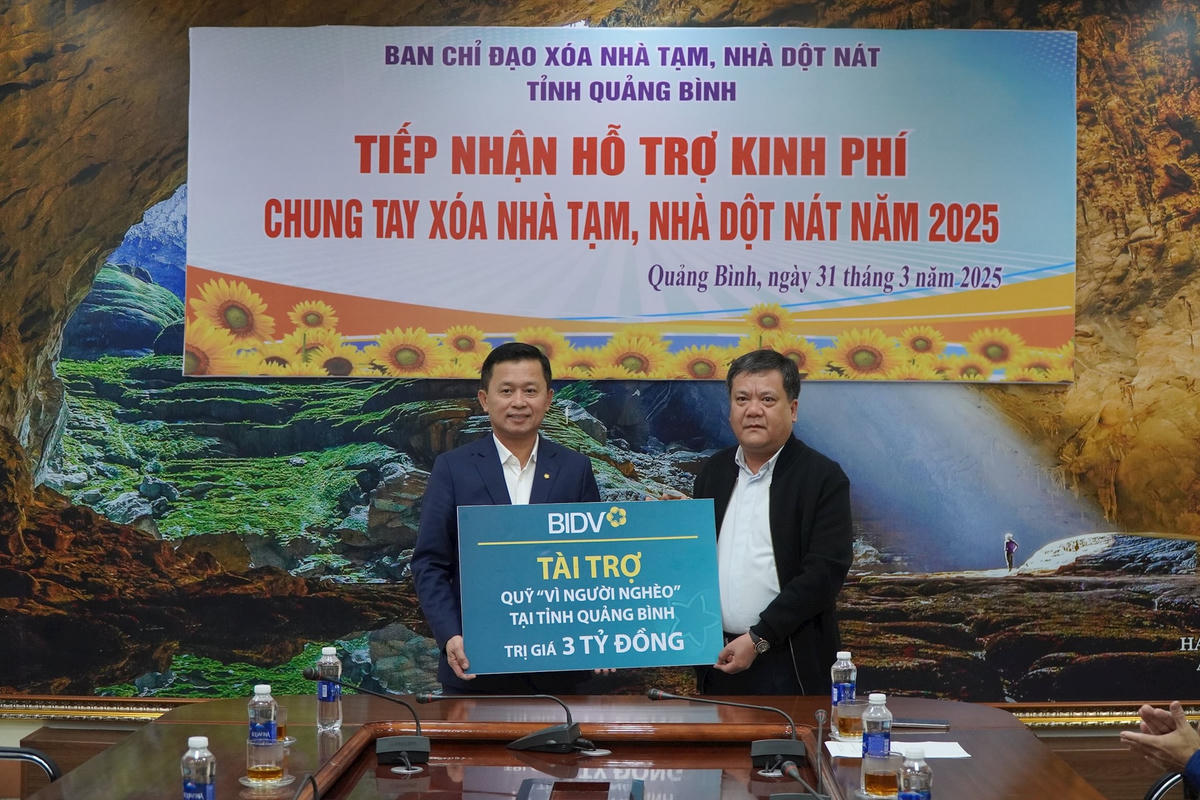 BAN CHỈ ĐẠO XÓA NHÀ TẠM, NHÀ DỘT NÁT
TỈNH QUẢNG BÌNH
TIẾP NHẬN HỖ TRỢ KINH PHÍ
CHUNG TAY XÓA NHÀ TẠM, NHÀ DỘT NÁT NĂM 2025
Quảng Bình, ngày 31 tháng 3 năm 2025
BIDV
TÀI TRỢ
QUỸ "VÌ NGƯỜI NGHÈO"
TẠI TỈNH QUẢNG BÌNH
TRỊ GIÁ 3 TỶ ĐỒNG
HA